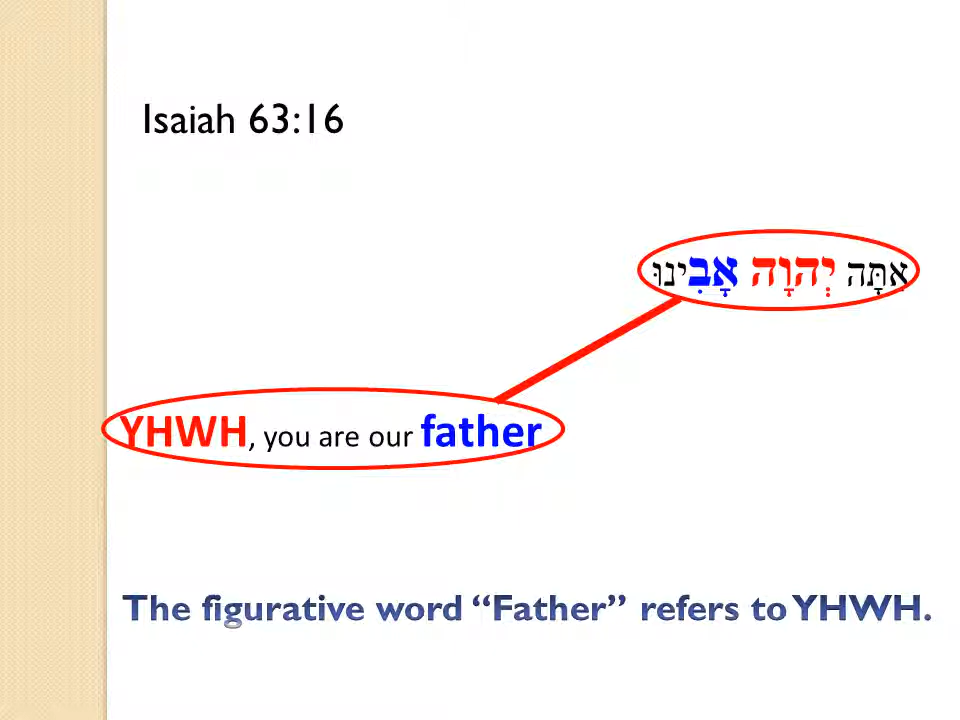 Isaiah 63:16
אַתָּה יְהוָה אָבִינוּ
YHWH, you are our father
The figurative word “Father” refers to YHWH.